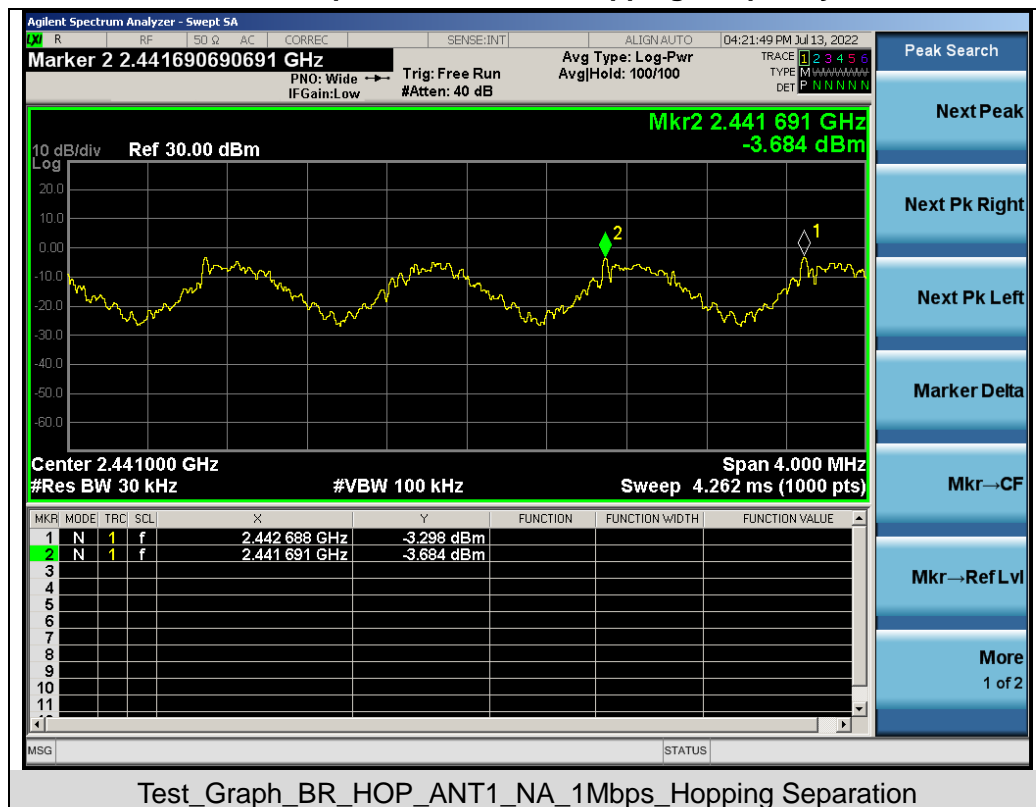 Agilent Spectrum Analyzer - Swept SA
LXI R RF 50 Ω AC CORREC SENSE:INT ALIGN AUTO 04:21:49 PM Jul 13, 2022
Marker 2 2.441690690691 GHz
PNO: Wide
IFGain:Low
Trig: Free Run
#Atten: 40 dB
Avg Type: Log-Pwr
Avg|Hold: 100/100
TRACE 1 2 3 4 5 6
TYPE M WWWWW
DET P N N N N N
Mkr2 2.441 691 GHz
-3.684 dBm
10 dB/div Ref 30.00 dBm
Log
20.0
10.0
0.00
-10.0
-20.0
-30.0
-40.0
-50.0
-60.0
2
1
Center 2.441000 GHz Span 4.000 MHz
#Res BW 30 kHz #VBW 100 kHz Sweep 4.262 ms (1000 pts)
MKR MODE TRC SCL X Y FUNCTION FUNCTION WIDTH FUNCTION VALUE
1 N 1 f 2.442 688 GHz -3.298 dBm
2 N 1 f 2.441 691 GHz -3.684 dBm
3
4
5
6
7
8
9
10
11
MSG STATUS
Peak Search
Next Peak
Next Pk Right
Next Pk Left
Marker Delta
Mkr→CF
Mkr→Ref Lvl
More
1 of 2
Test_Graph_BR_HOP_ANT1_NA_1Mbps_Hopping Separation